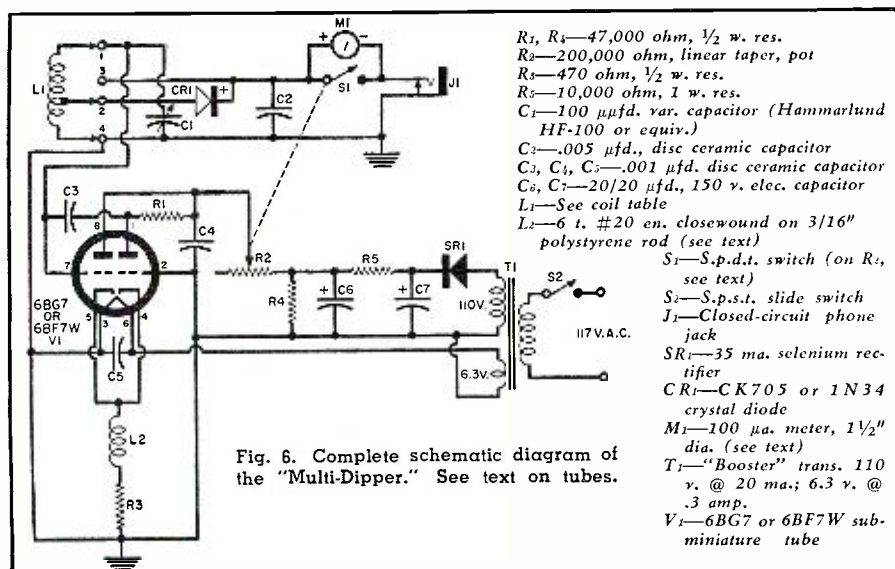 R1, R4—47,000 ohm, ½ w. res.
R2—200,000 ohm, linear taper, pot
R3—470 ohm, ½ w. res.
R5—10,000 ohm, 1 w. res.
C1—100 μμfd. var. capacitor (Hammarlund
HF-100 or equiv.)
C2—.005 μfd., disc ceramic capacitor
C3, C4, C5—.001 μfd. disc ceramic capacitor
C6, C7—20/20 μfd., 150 v. elec. capacitor
L1—See coil table
L2—6 t. #20 en. closewound on 3/16"
polystyrene rod (see text)
S1—S.p.d.t. switch (on R2,
see text)
S2—S.p.s.t. slide switch
J1—Closed-circuit phone
jack
SR1—35 ma. selenium rec-
tifier
CR1—CK705 or 1N34
crystal diode
M1—100 μa. meter, 1½"
dia. (see text)
T1—"Booster" trans. 110
v. @ 20 ma.; 6.3 v. @
.3 amp.
V1—6BG7 or 6BF7W sub-
miniature tube
M1
+ -
1
3
CR1
+
S1
J1
L1
2
C1
C2
4
C3
R1
8
1
C4
7
2
R2
R5
SR1
T1
S2
R4
+
C6
+
C7
110V.
117 V.A.C.
6BG7
OR
6BF7W
V1
5
3
6
4
C5
6.3V.
L2
R3
Fig. 6. Complete schematic diagram of
the "Multi-Dipper." See text on tubes.